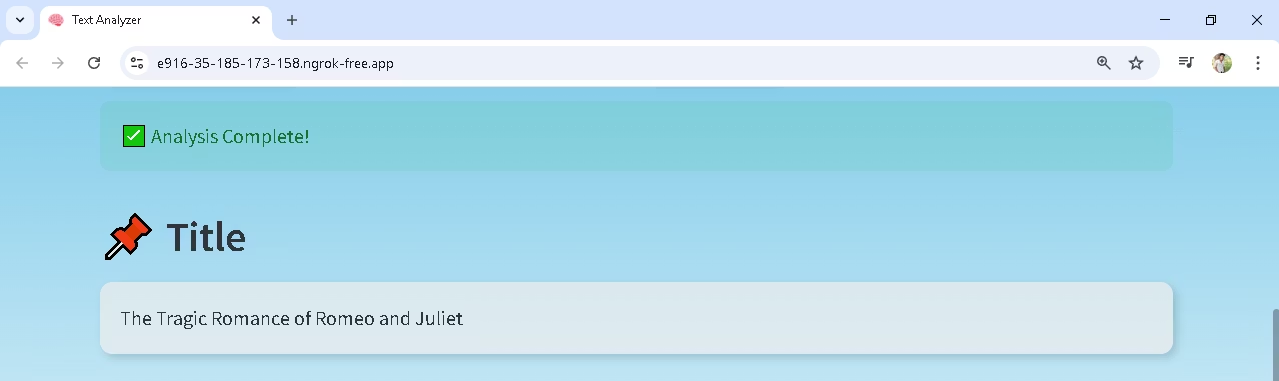 Text Analyzer
e916-35-185-173-158.ngrok-free.app
Analysis Complete!
Title
The Tragic Romance of Romeo and Juliet